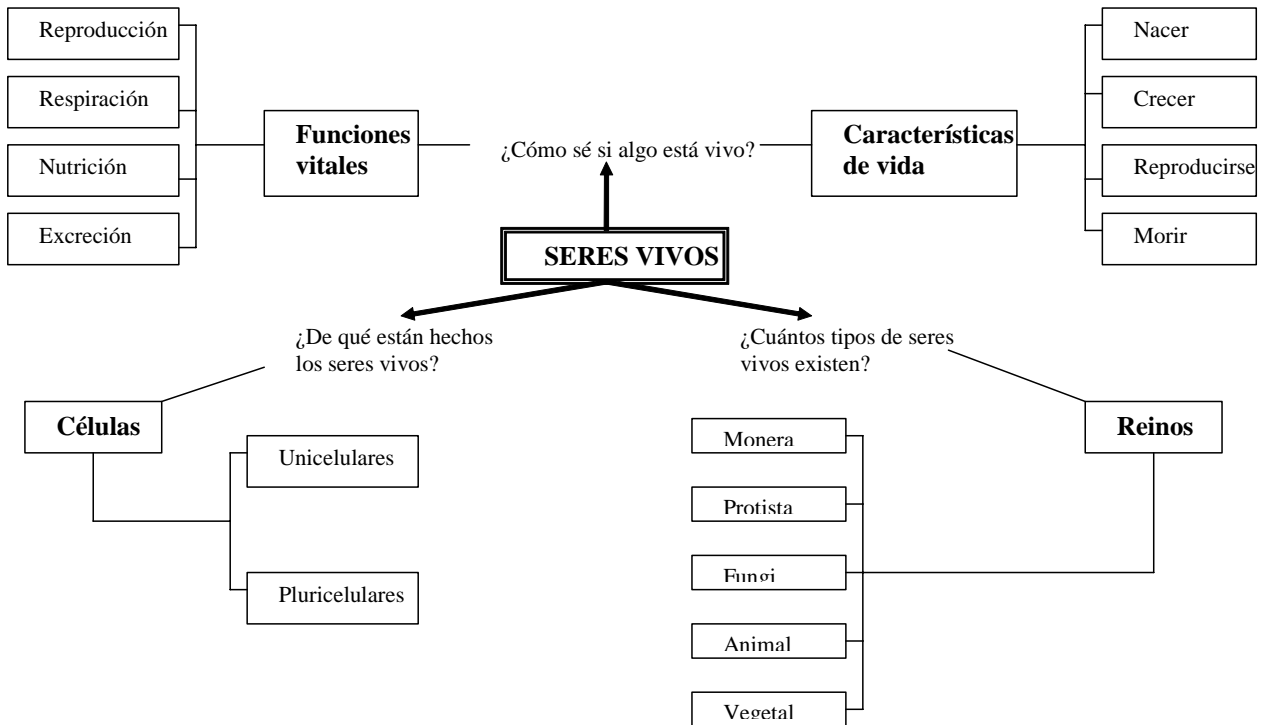 Reproducción
Respiración
Nutrición
Excreción
Funciones
vitales
¿Cómo sé si algo está vivo?
Características
de vida
Nacer
Crecer
Reproducirse
Morir
SERES VIVOS
¿De qué están hechos
los seres vivos?
¿Cuántos tipos de seres
vivos existen?
Células
Unicelulares
Pluricelulares
Reinos
Monera
Protista
Fungi
Animal
Vegetal